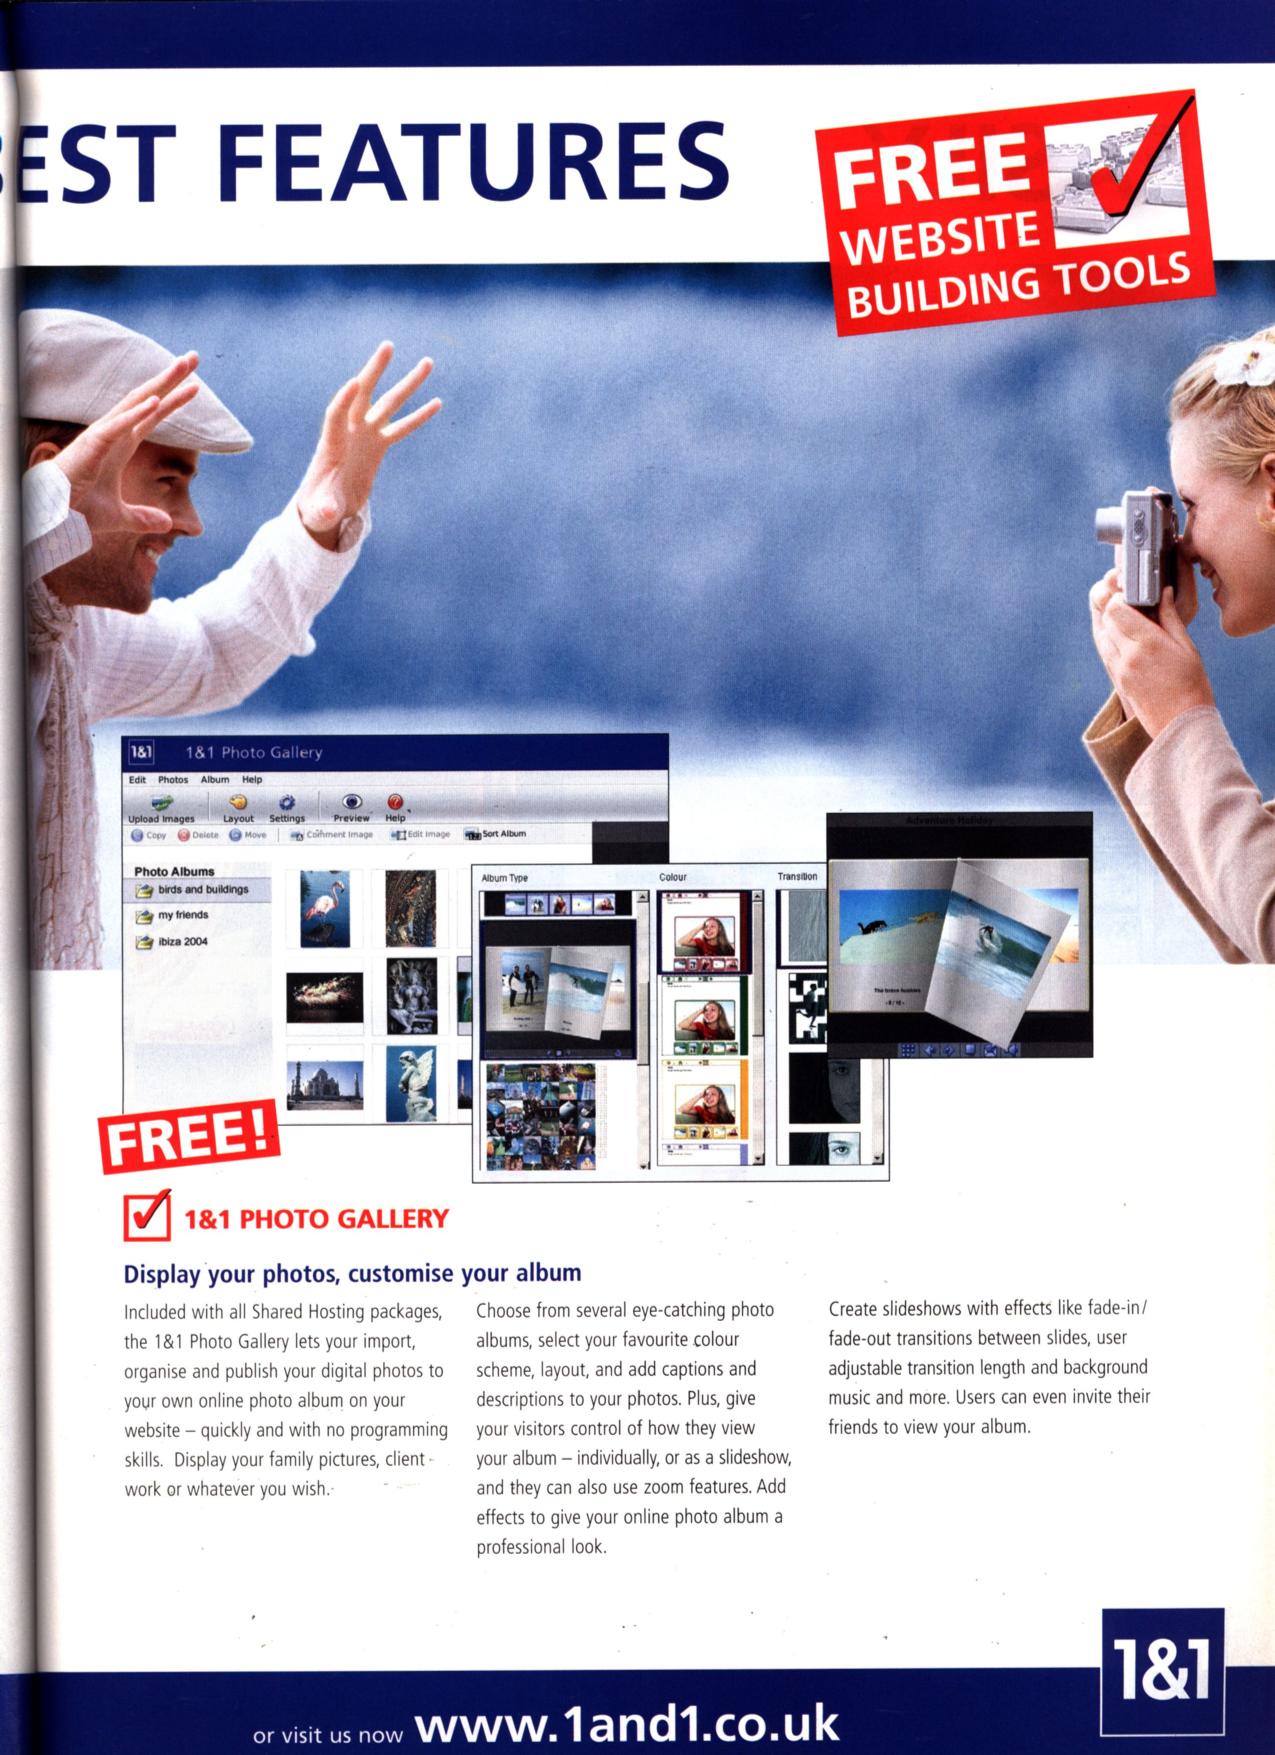 BEST FEATURES
FREE
WEBSITE
BUILDING TOOLS
1&1 1&1 Photo Gallery
Edit Photos Album Help
Upload Images Layout Settings Preview Help
Copy Delete Move Comment Image Edit Image Sort Album
Photo Albums
birds and buildings
my friends
ibiza 2004
Album Type Colour Transition
Adventure Holiday
The brave huskies
FREE!
1&1 PHOTO GALLERY
Display your photos, customise your album
Included with all Shared Hosting packages,
the 1&1 Photo Gallery lets your import,
organise and publish your digital photos to
your own online photo album on your
website – quickly and with no programming
skills. Display your family pictures, client
work or whatever you wish.
Choose from several eye-catching photo
albums, select your favourite colour
scheme, layout, and add captions and
descriptions to your photos. Plus, give
your visitors control of how they view
your album – individually, or as a slideshow,
and they can also use zoom features. Add
effects to give your online photo album a
professional look.
Create slideshows with effects like fade-in/
fade-out transitions between slides, user
adjustable transition length and background
music and more. Users can even invite their
friends to view your album.
1&1
or visit us now www.1and1.co.uk